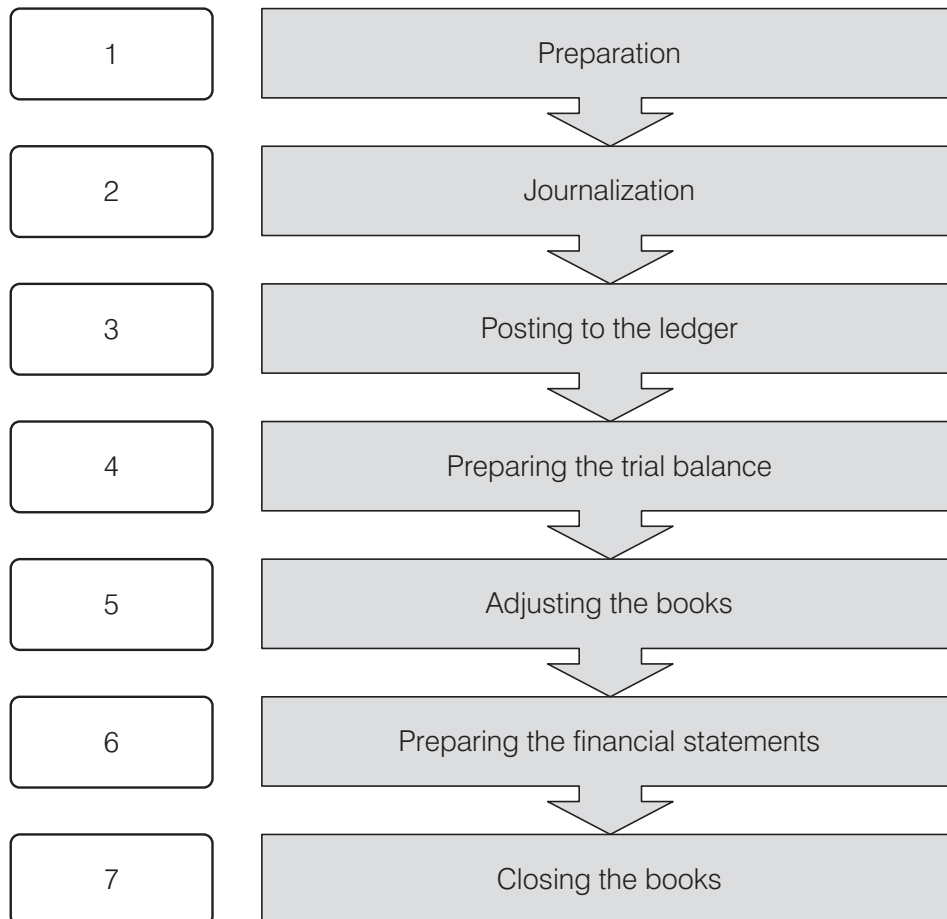 1
Preparation
2
Journalization
3
Posting to the ledger
4
Preparing the trial balance
5
Adjusting the books
6
Preparing the financial statements
7
Closing the books